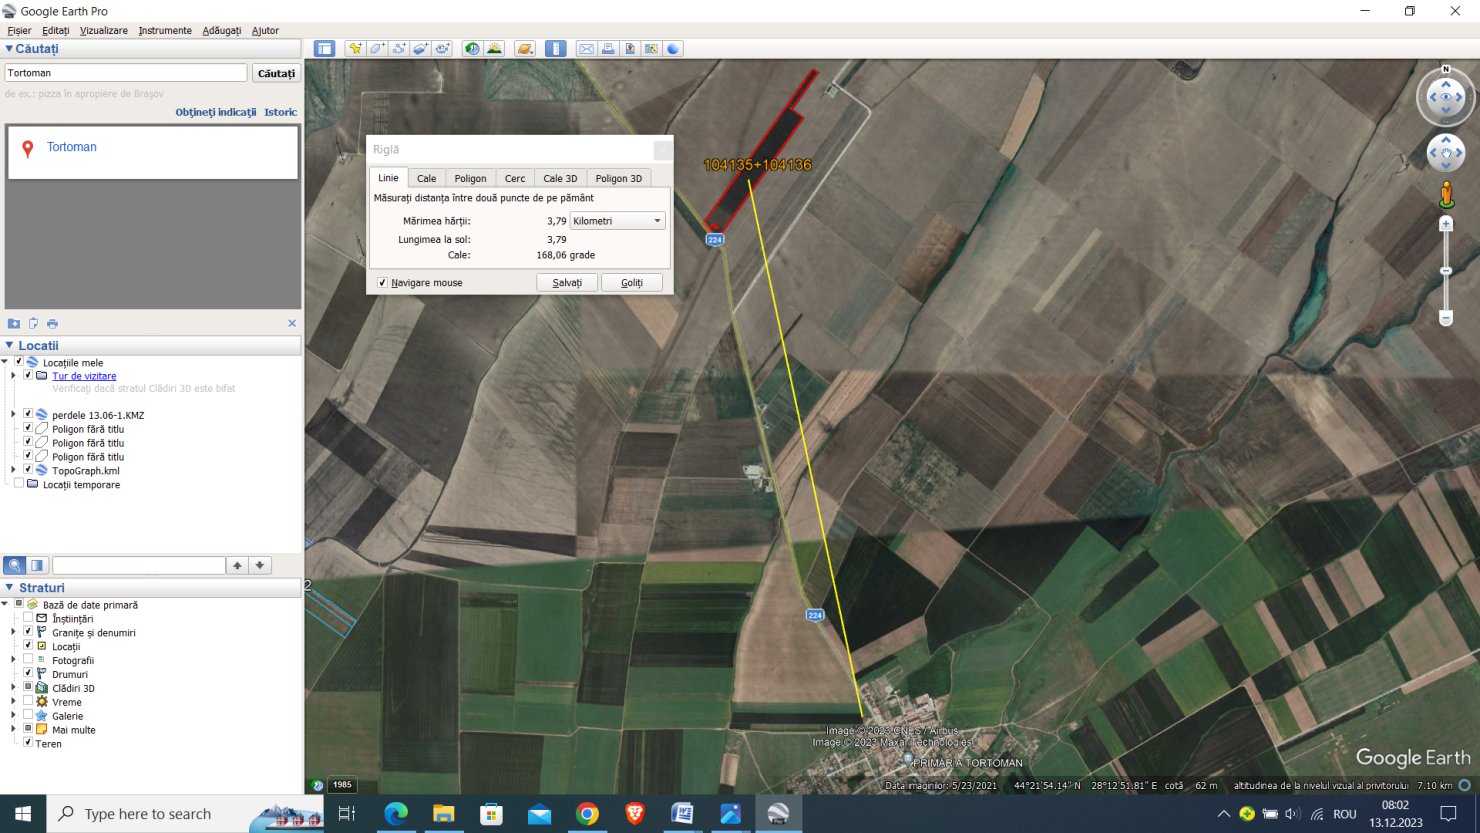 Google Earth Pro
Fișier Editați Vizualizare Instrumente Adăugați Ajutor
Căutați
Tortoman
Căutați
de ex.: pizza în apropiere de Brașov
Obțineți indicații Istoric
Tortoman
Locatii
Locațiile mele
Tur de vizitare
Verificați dacă stratul Clădiri 3D este bifat
perdele 13.06-1.KMZ
Poligon fără titlu
Poligon fără titlu
Poligon fără titlu
TopoGraph.kml
Locații temporare
Straturi
Bază de date primară
Înștiințări
Granițe și denumiri
Locații
Fotografii
Drumuri
Clădiri 3D
Vreme
Galerie
Mai multe
Teren
Riglă
Linie Cale Poligon Cerc Cale 3D Poligon 3D
Măsurați distanța între două puncte de pe pământ
Mărimea hărții: 3,79 Kilometri
Lungimea la sol: 3,79
Cale: 168,06 grade
Navigare mouse Salvați Goliți
N
104135+104136
224
224
2
Image © 2023 CNES / Airbus
Image © 2023 Maxar Technologies
PRIMARIA TORTOMAN
Google Earth
1985
Data imaginilor: 5/23/2021 44°21'54.14" N 28°12'51.81" E cotă 62 m altitudinea de la nivelul vizual al privitorului 7.10 km
Type here to search
ROU
08:02
13.12.2023